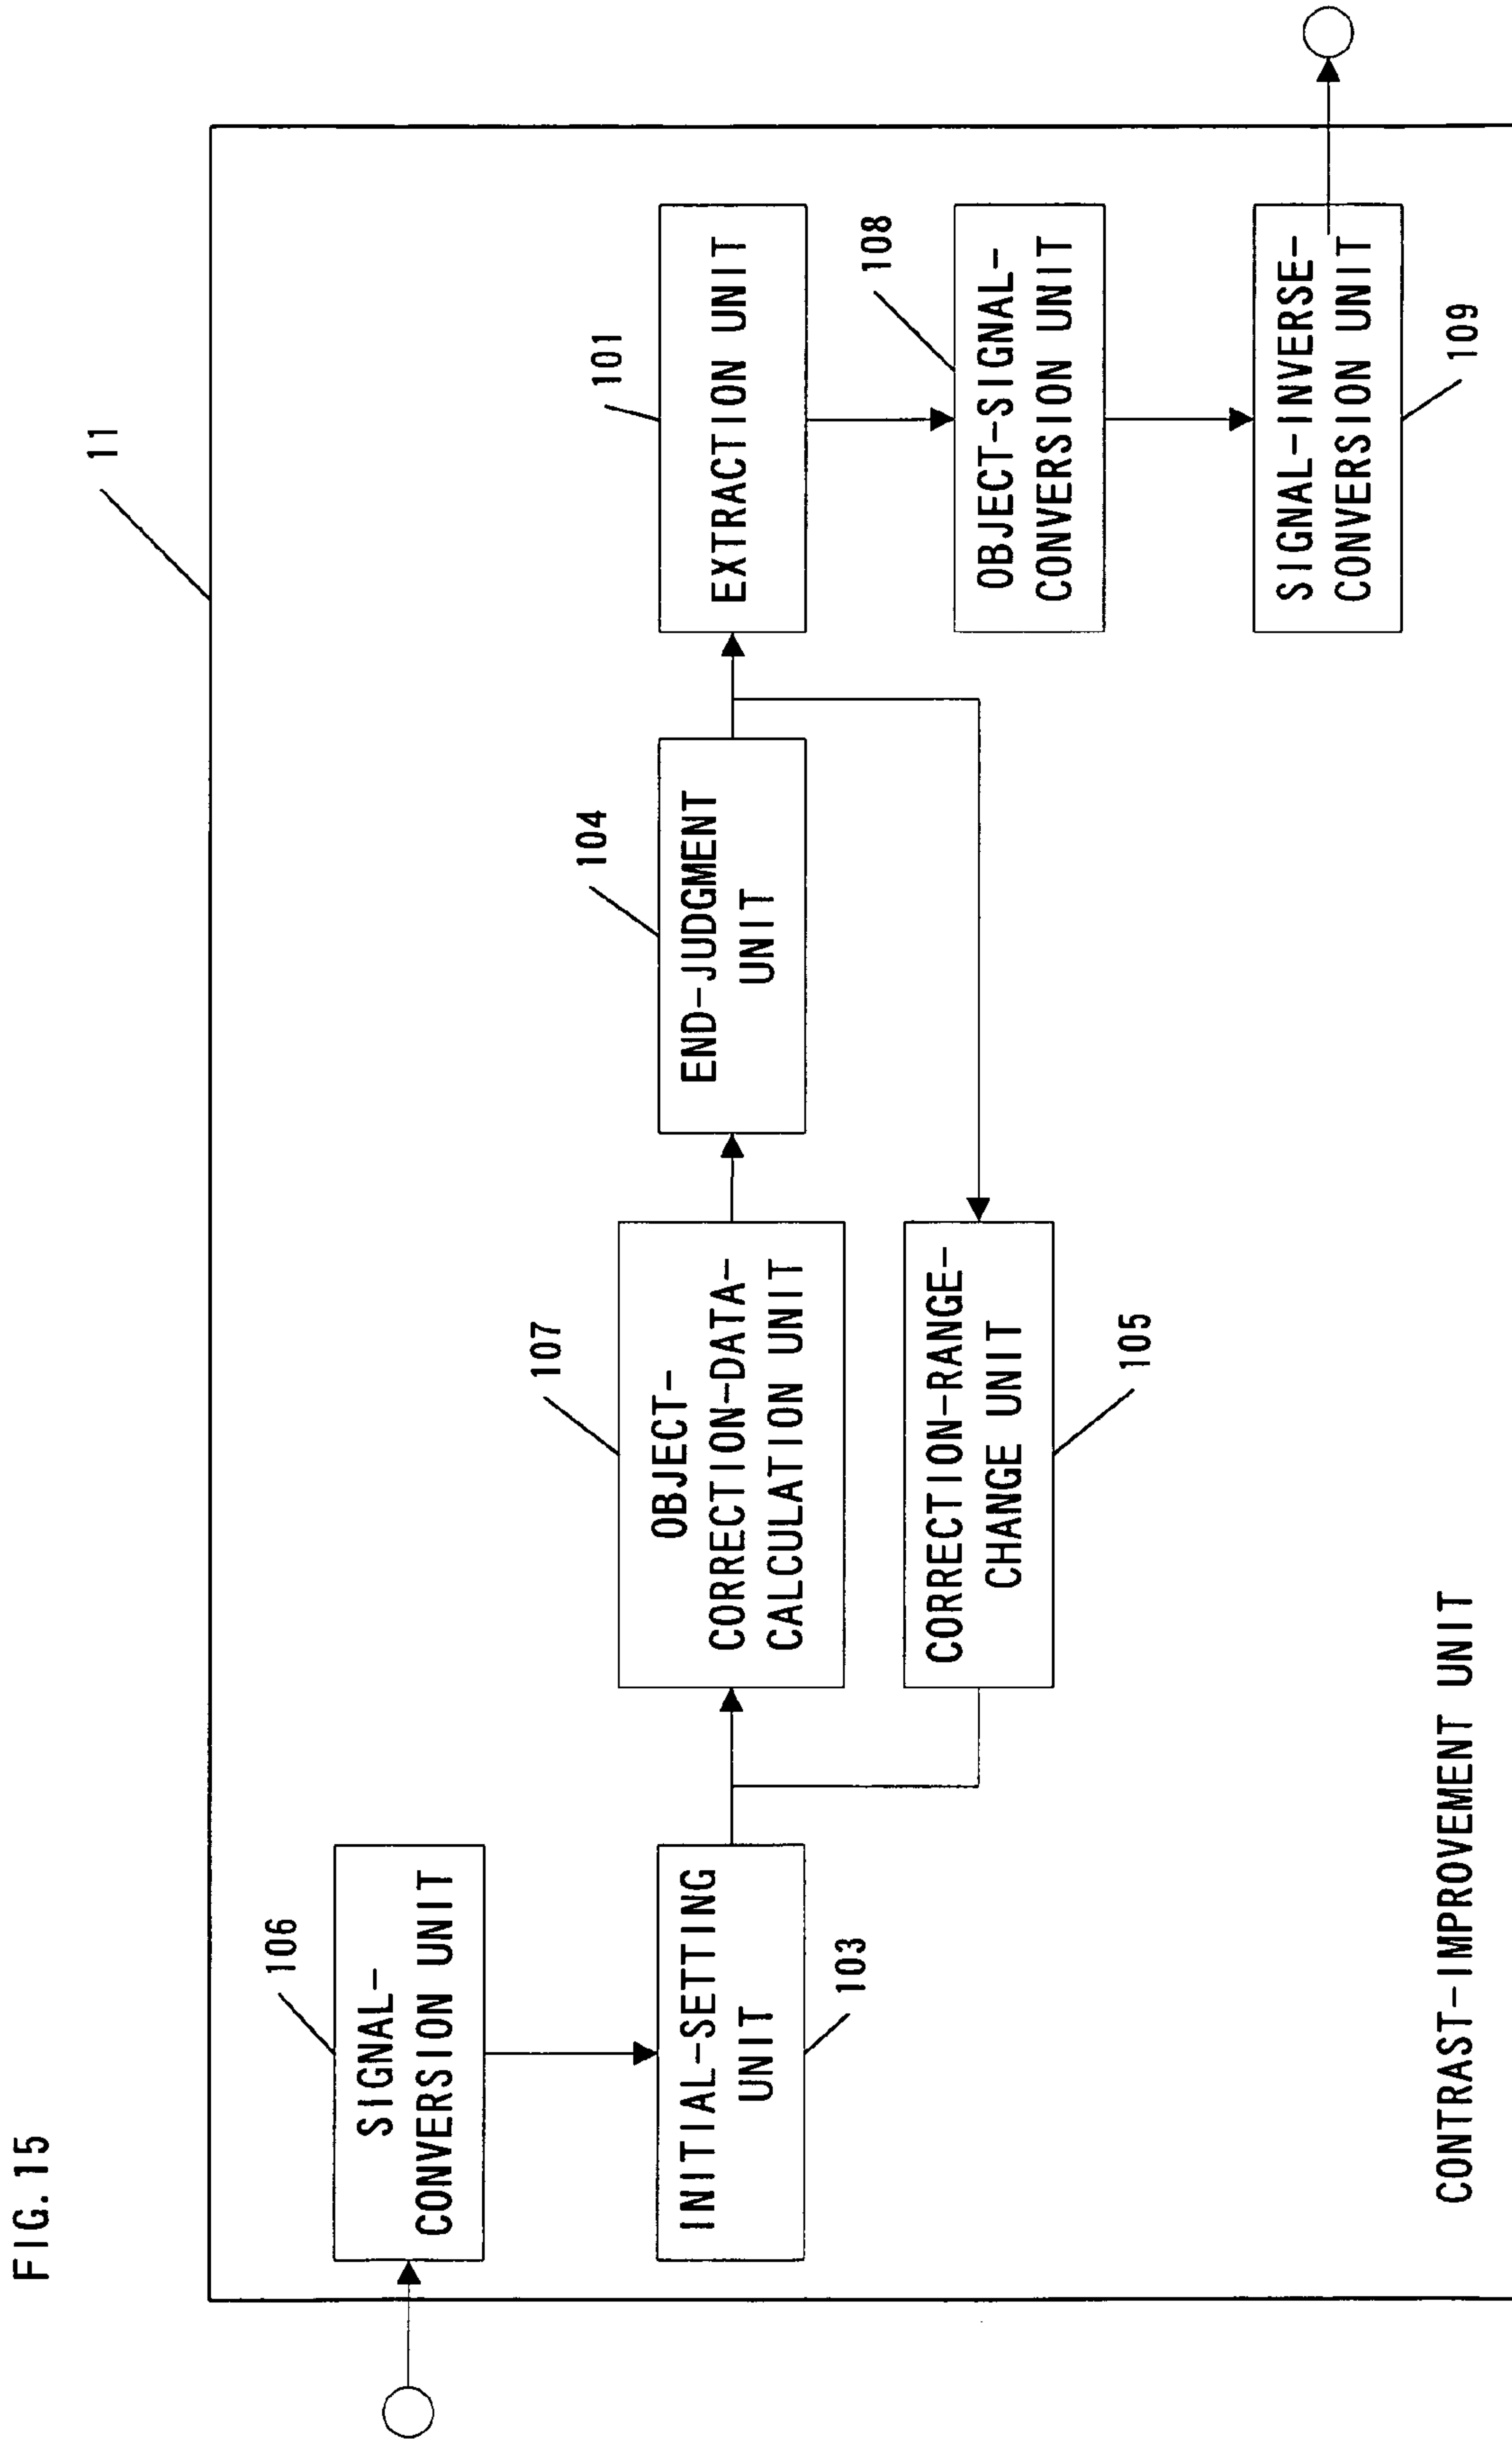 FIG. 15
11
106
SIGNAL-
CONVERSION UNIT
INITIAL-SETTING
UNIT
103
107
OBJECT-
CORRECTION-DATA-
CALCULATION UNIT
CORRECTION-RANGE-
CHANGE UNIT
105
104
END-JUDGMENT
UNIT
101
EXTRACTION UNIT
108
OBJECT-SIGNAL-
CONVERSION UNIT
SIGNAL-INVERSE-
CONVERSION UNIT
109
CONTRAST-IMPROVEMENT UNIT